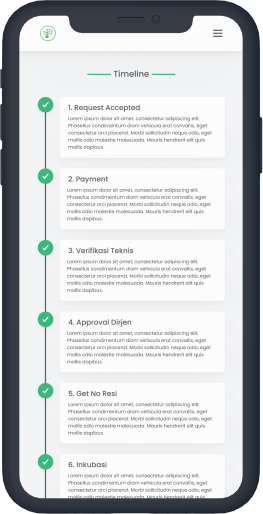 Timeline
1. Request Accepted
Lorem ipsum dolor sit amet, consectetur adipiscing elit.
Phasellus condimentum diam vehicula erat convallis, eget
consectetur orci placerat. Morbi sollicitudin neque odio, eget
mollis odio molestie malesuada. Mauris hendrerit elit quis
mollis dapibus.
2. Payment
Lorem ipsum dolor sit amet, consectetur adipiscing elit.
Phasellus condimentum diam vehicula erat convallis, eget
consectetur orci placerat. Morbi sollicitudin neque odio, eget
mollis odio molestie malesuada. Mauris hendrerit elit quis
mollis dapibus.
3. Verifikasi Teknis
Lorem ipsum dolor sit amet, consectetur adipiscing elit.
Phasellus condimentum diam vehicula erat convallis, eget
consectetur orci placerat. Morbi sollicitudin neque odio, eget
mollis odio molestie malesuada. Mauris hendrerit elit quis
mollis dapibus.
4. Approval Dirjen
Lorem ipsum dolor sit amet, consectetur adipiscing elit.
Phasellus condimentum diam vehicula erat convallis, eget
consectetur orci placerat. Morbi sollicitudin neque odio, eget
mollis odio molestie malesuada. Mauris hendrerit elit quis
mollis dapibus.
5. Get No Resi
Lorem ipsum dolor sit amet, consectetur adipiscing elit.
Phasellus condimentum diam vehicula erat convallis, eget
consectetur orci placerat. Morbi sollicitudin neque odio, eget
mollis odio molestie malesuada. Mauris hendrerit elit quis
mollis dapibus.
6. Inkubasi
Lorem ipsum dolor sit amet, consectetur adipiscing elit.
Phasellus condimentum diam vehicula erat convallis, eget
consectetur orci placerat. Morbi sollicitudin neque odio, eget